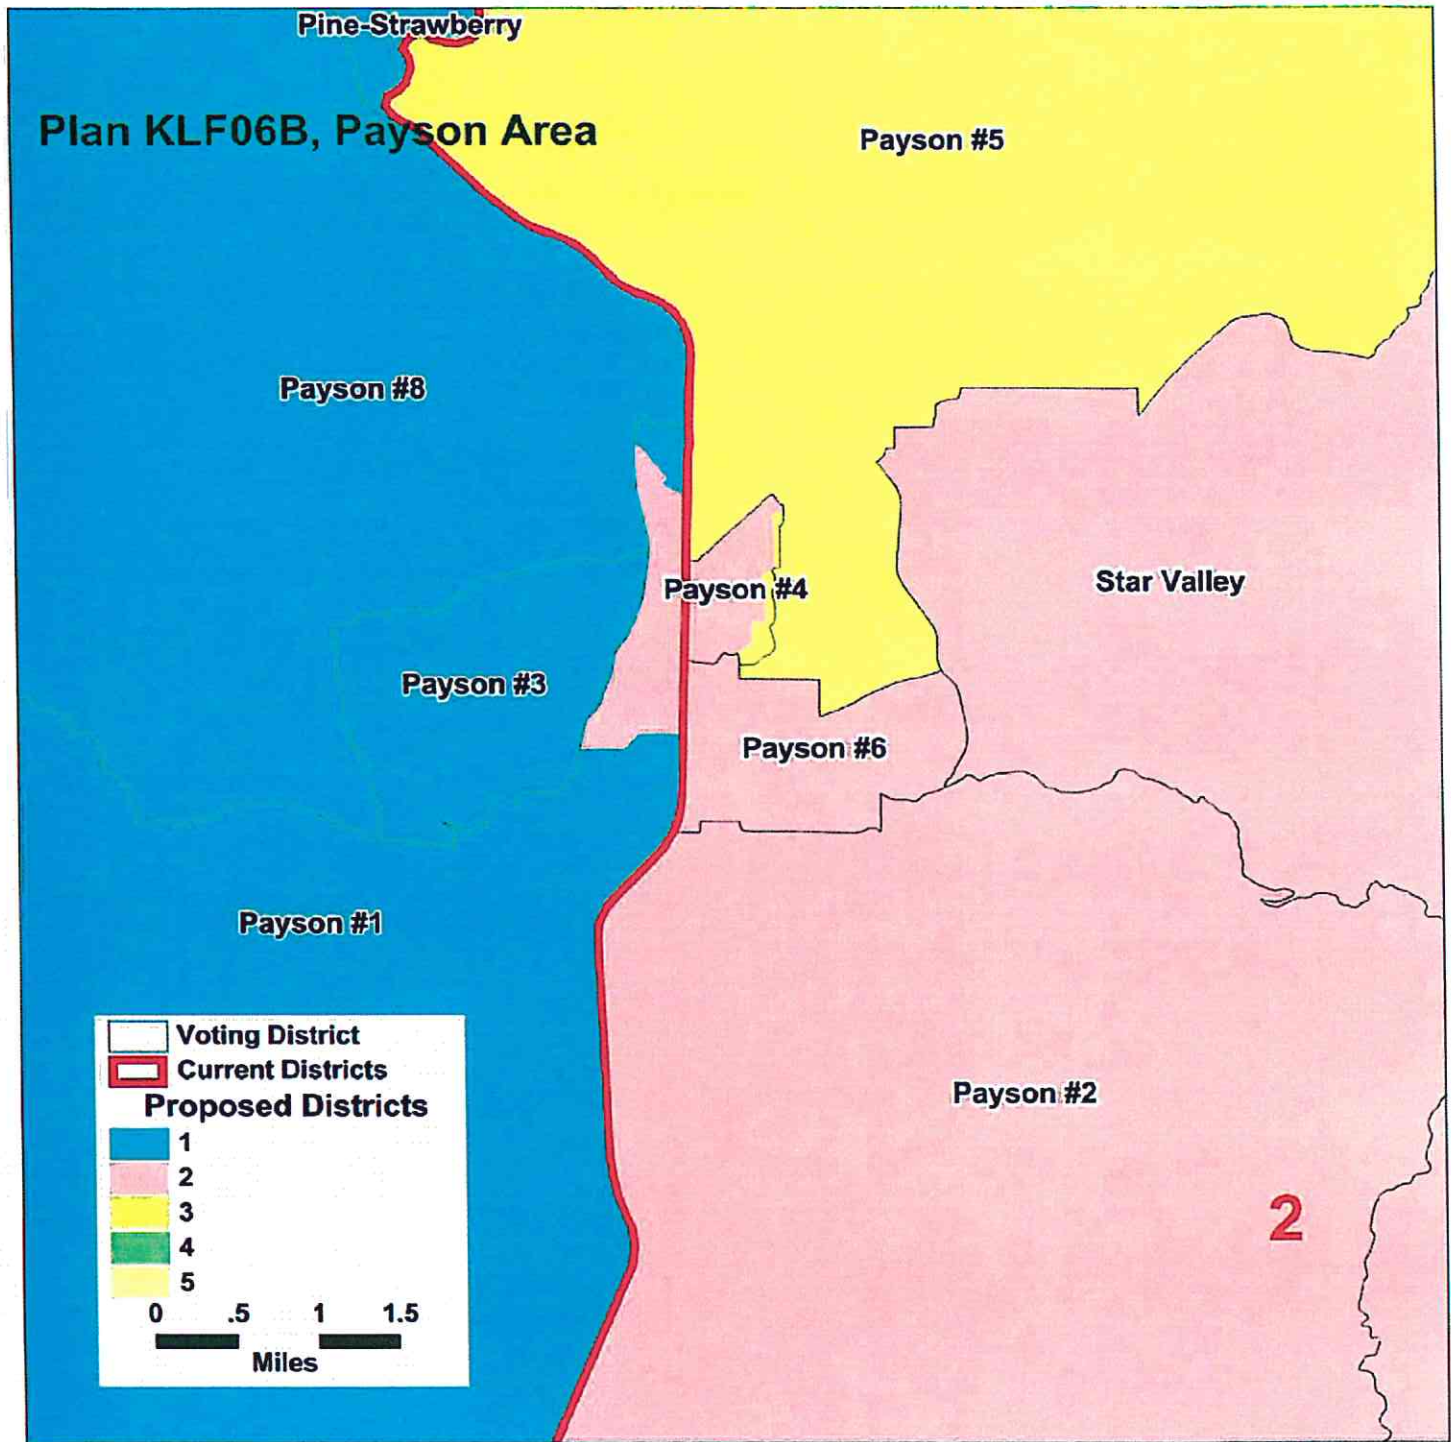 Pine-Strawberry
Plan KLF06B, Payson Area
Payson #5
Payson #8
Star Valley
Payson #4
Payson #3
Payson #6
Payson #1
Payson #2
2
Voting District
Current Districts
Proposed Districts
1
2
3
4
5
0 .5 1 1.5
Miles